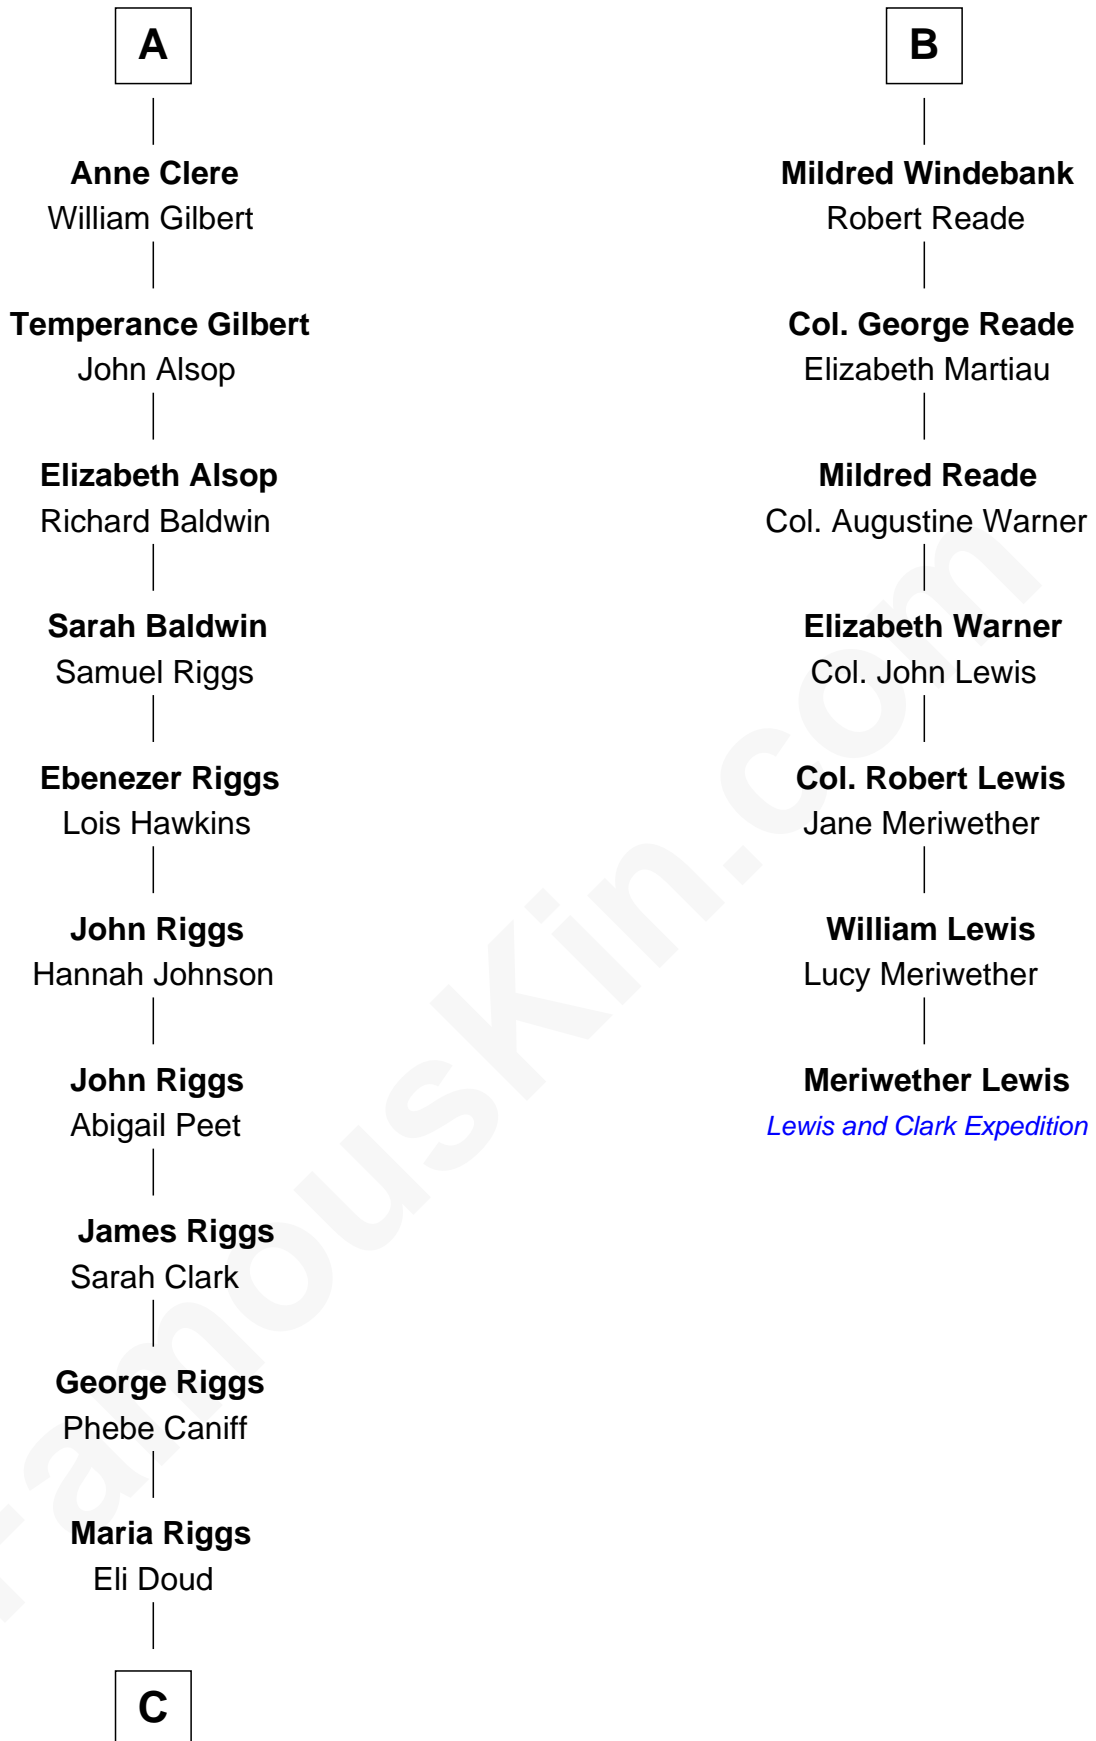 A
Anne Clere
William Gilbert
Temperance Gilbert
John Alsop
Elizabeth Alsop
Richard Baldwin
Sarah Baldwin
Samuel Riggs
Ebenezer Riggs
Lois Hawkins
John Riggs
Hannah Johnson
John Riggs
Abigail Peet
James Riggs
Sarah Clark
George Riggs
Phebe Caniff
Maria Riggs
Eli Doud
C
B
Mildred Windebank
Robert Reade
Col. George Reade
Elizabeth Martiau
Mildred Reade
Col. Augustine Warner
Elizabeth Warner
Col. John Lewis
Col. Robert Lewis
Jane Meriwether
William Lewis
Lucy Meriwether
Meriwether Lewis
Lewis and Clark Expedition
FamousKin.com